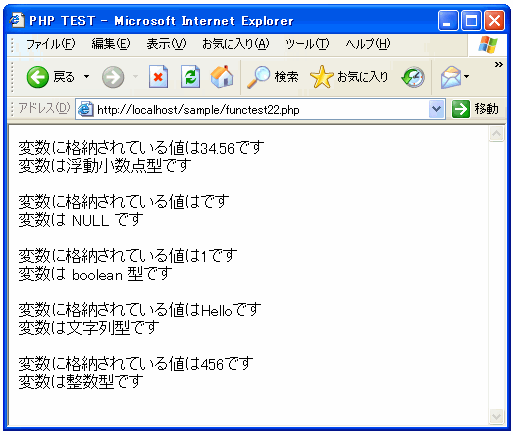 PHP TEST - Microsoft Internet Explorer
ファイル(F) 編集(E) 表示(V) お気に入り(A) ツール(T) ヘルプ(H)
戻る 検索 お気に入り »
アドレス(D) http://localhost/sample/functest22.php 移動
変数に格納されている値は34.56です
変数は浮動小数点型です
変数に格納されている値はです
変数は NULL です
変数に格納されている値は1です
変数は boolean 型です
変数に格納されている値はHelloです
変数は文字列型です
変数に格納されている値は456です
変数は整数型です